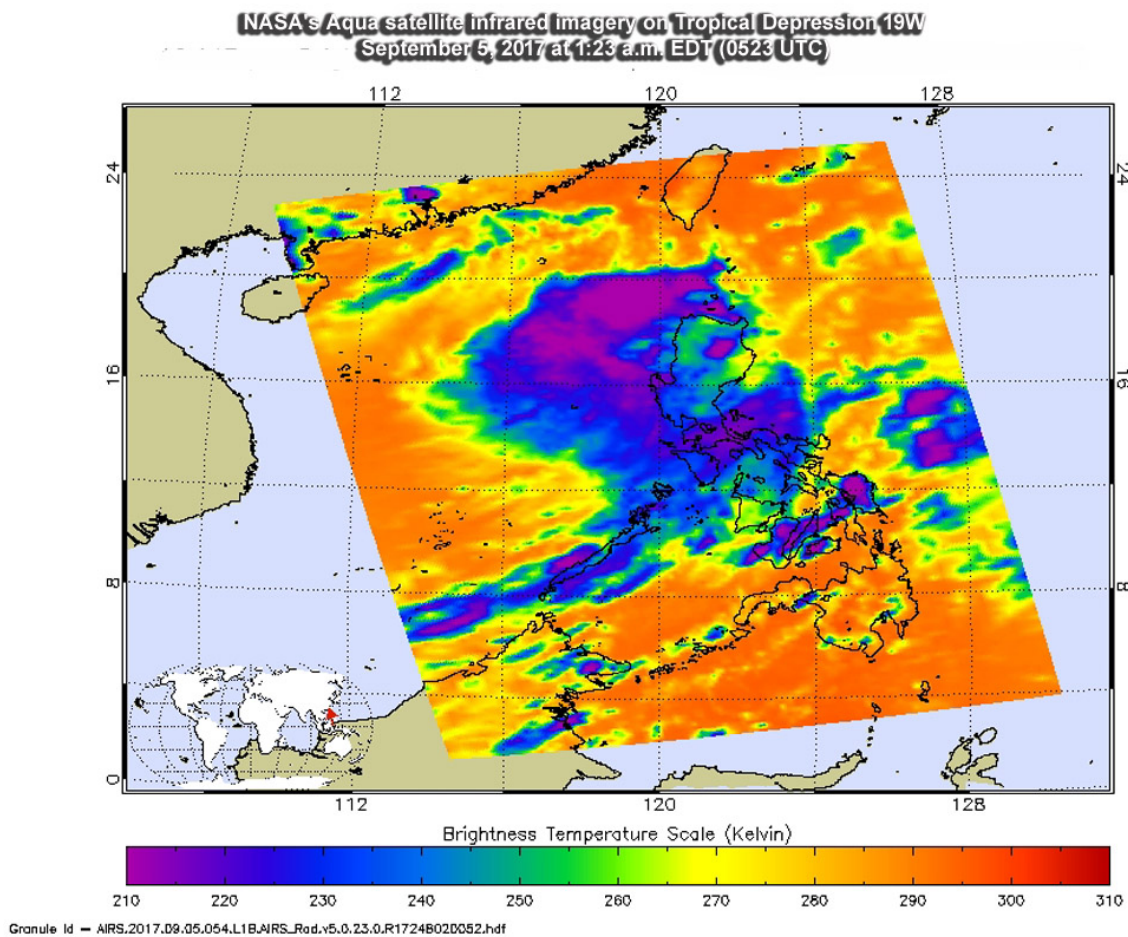 NASA's Aqua satellite infrared imagery on Tropical Depression 19W
September 5, 2017 at 1:23 a.m. EDT (0523 UTC)
112 120 128
24 24
16 16
8 8
0
112 120 128
Brightness Temperature Scale (Kelvin)
210 220 230 240 250 260 270 280 290 300 310
Granule Id — AIRS.2017.09.05.054.L1B.AIRS_Rad.v5.0.23.0.R17248020052.hdf